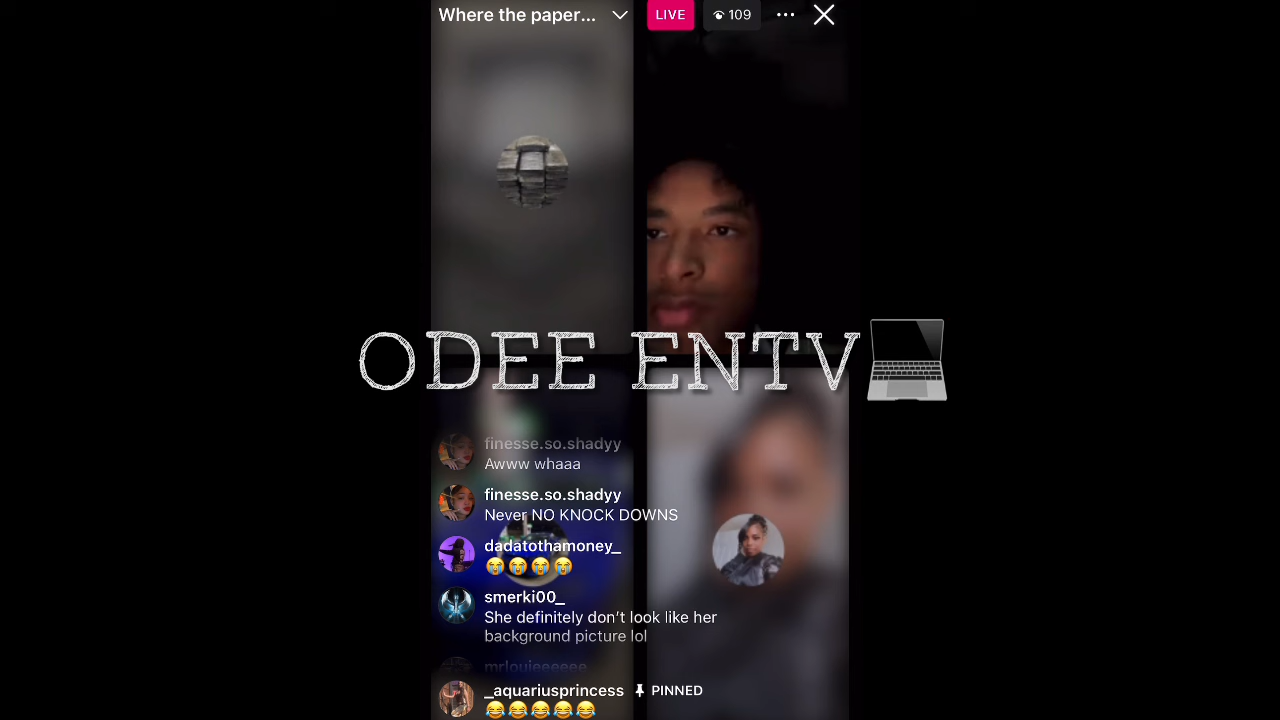 Where the paper...
LIVE
109
ODEE ENTV
finesse.so.shadyy
Awww whaaa
finesse.so.shadyy
Never NO KNOCK DOWNS
dadatothamoney_
😭😭😭😭
smerki00_
She definitely don't look like her
background picture lol
mrlouieeeeee
_aquariusprincess PINNED
😂😂😂😂😂